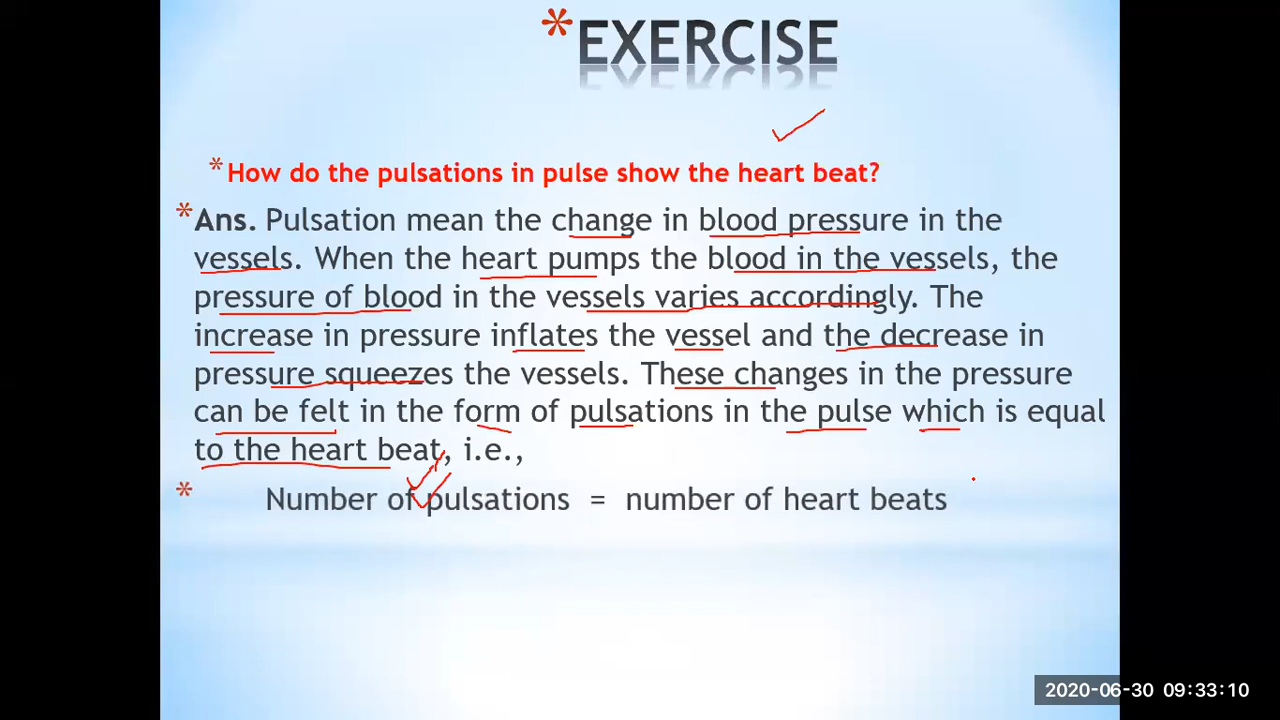 *EXERCISE
*How do the pulsations in pulse show the heart beat?
*Ans. Pulsation mean the change in blood pressure in the
vessels. When the heart pumps the blood in the vessels, the
pressure of blood in the vessels varies accordingly. The
increase in pressure inflates the vessel and the decrease in
pressure squeezes the vessels. These changes in the pressure
can be felt in the form of pulsations in the pulse which is equal
to the heart beat, i.e.,
* Number of pulsations = number of heart beats
2020-06-30 09:33:10